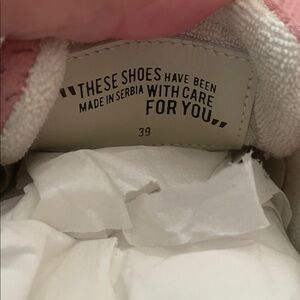 "THESE SHOES HAVE BEEN
MADE IN SERBIA WITH CARE
FOR YOU"
39